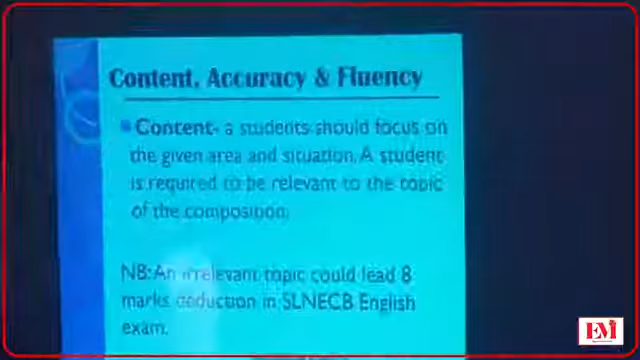 Content, Accuracy & Fluency
Content- a students should focus on
the given area and situation. A student
is required to be relevant to the topic
of the composition.
NB: An irrelevant topic could lead 8
marks deduction in SLNECB English
exam.
EM